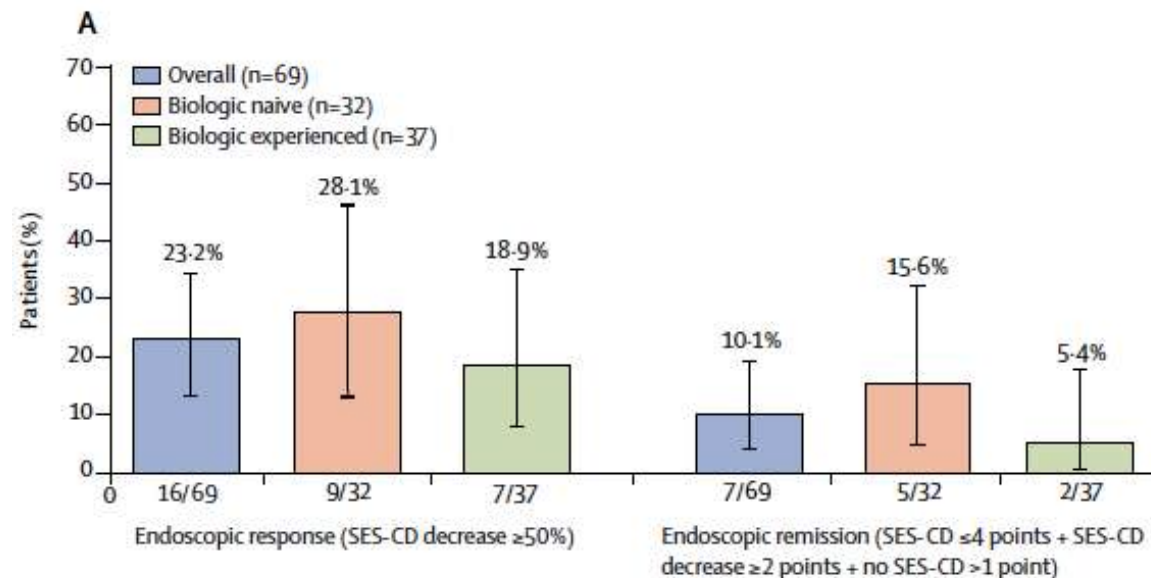 A
70
Overall (n=69)
Biologic naive (n=32)
60
Biologic experienced (n=37)
50
28·1%
40
23·2%
18·9%
15·6%
Patients (%)
30
10·1%
5·4%
20
10
0
0
16/69 9/32 7/37 7/69 5/32 2/37
Endoscopic response (SES-CD decrease ≥50%)
Endoscopic remission (SES-CD ≤4 points + SES-CD
decrease ≥2 points + no SES-CD >1 point)